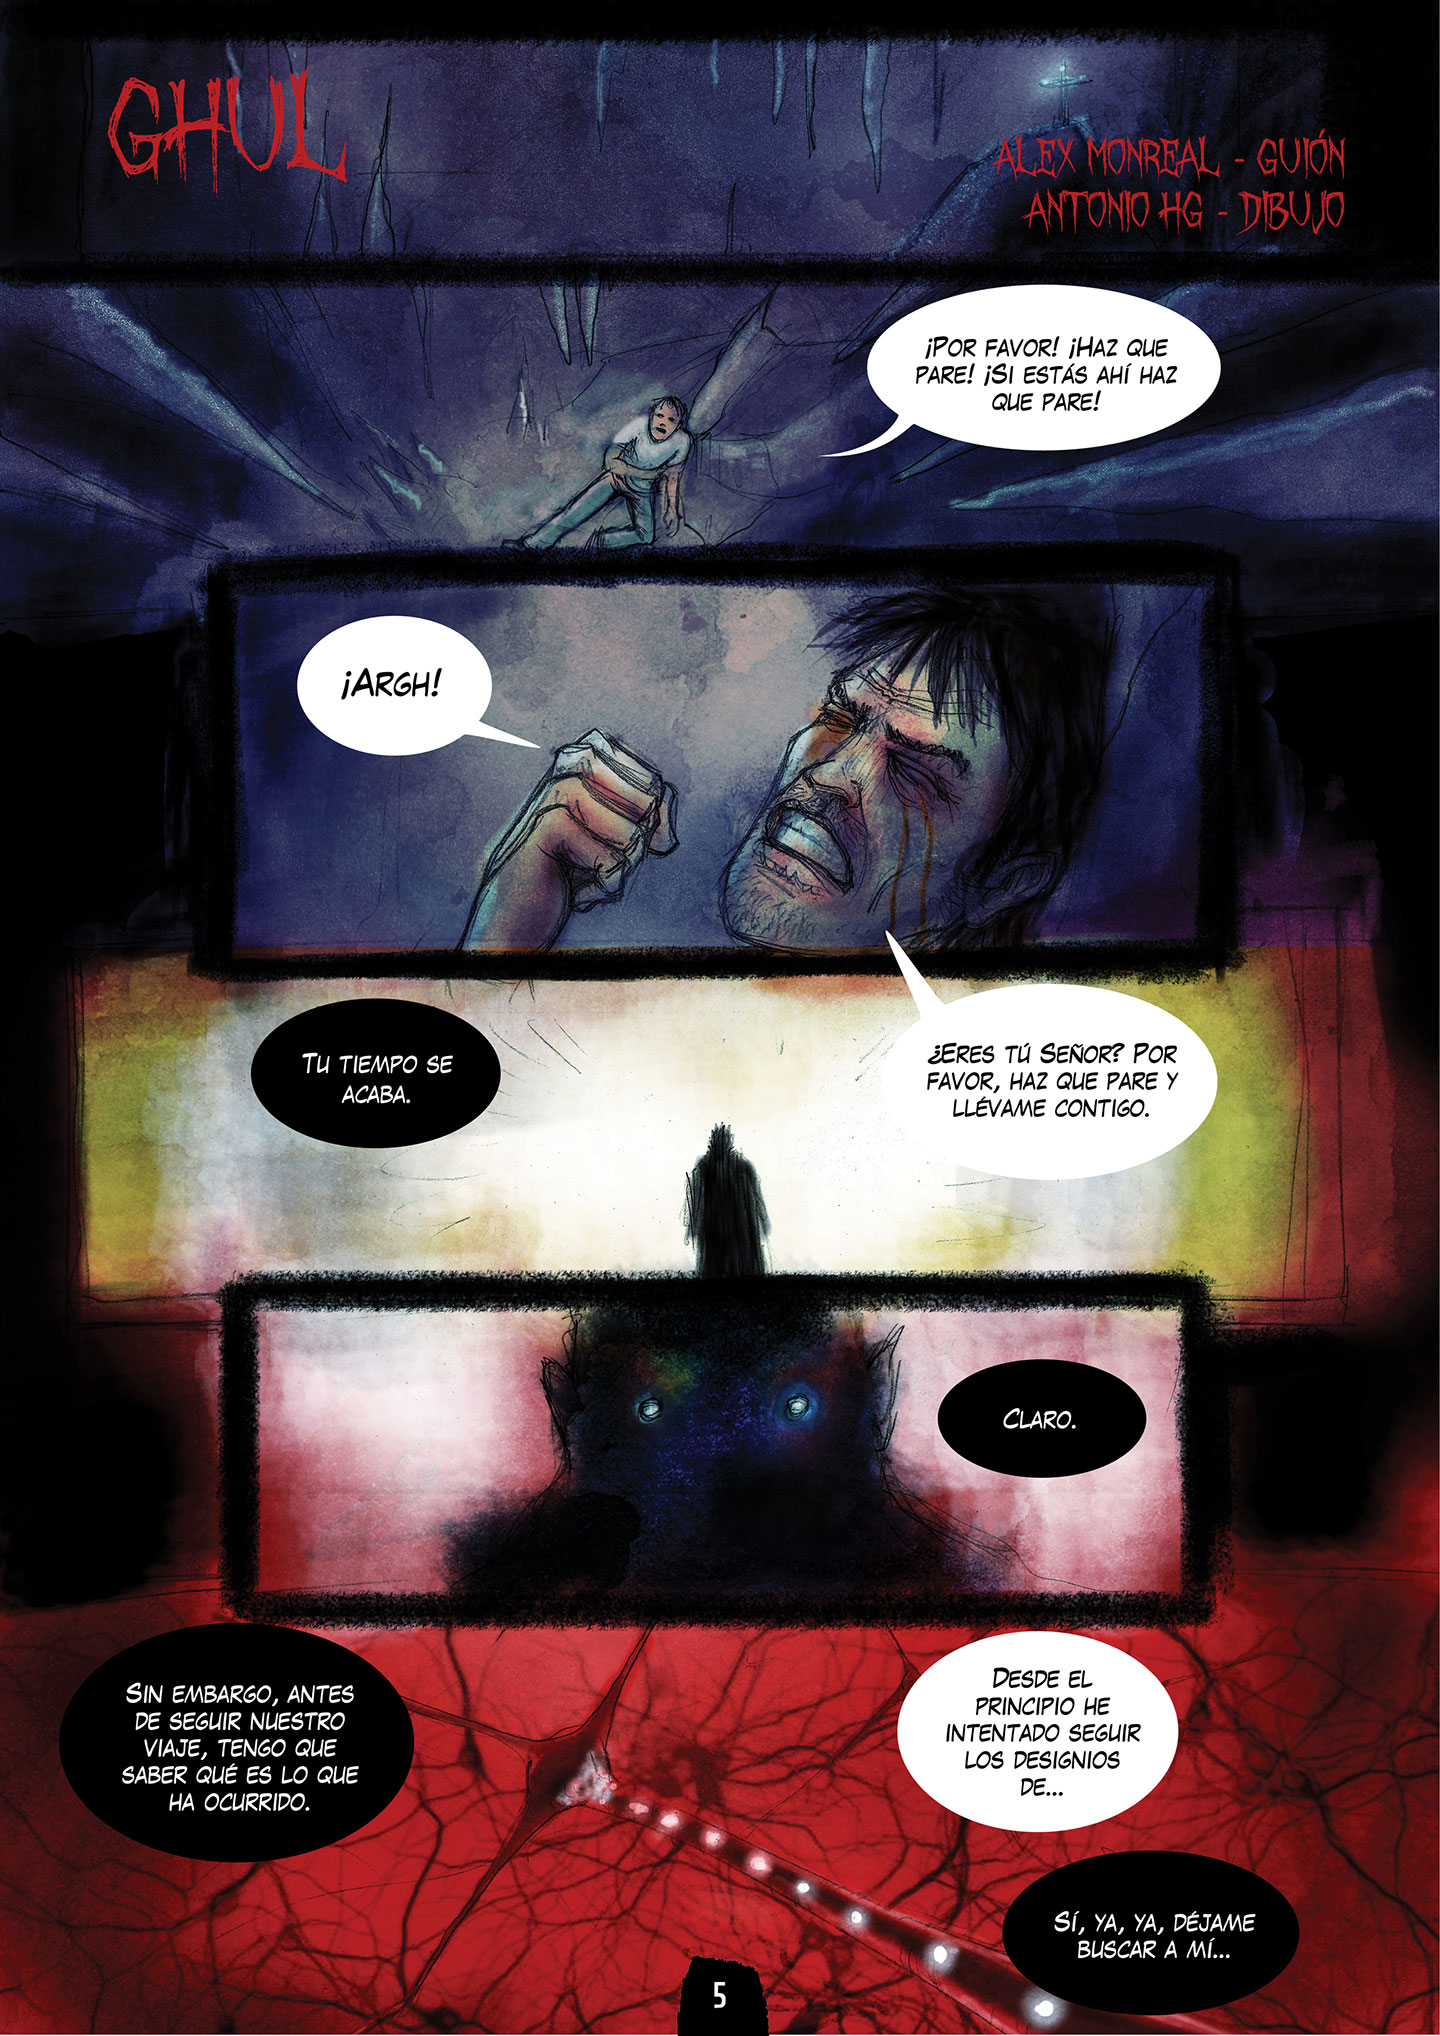 GHUL
ALEX MONREAL - GUIÓN
ANTONIO HG - DIBUJO
¡POR FAVOR! ¡HAZ QUE
PARE! ¡SI ESTÁS AHÍ HAZ
QUE PARE!
¡ARGH!
TU TIEMPO SE
ACABA.
¿ERES TÚ SEÑOR? POR
FAVOR, HAZ QUE PARE Y
LLÉVAME CONTIGO.
CLARO.
SIN EMBARGO, ANTES
DE SEGUIR NUESTRO
VIAJE, TENGO QUE
SABER QUÉ ES LO QUE
HA OCURRIDO.
DESDE EL
PRINCIPIO HE
INTENTADO SEGUIR
LOS DESIGNIOS
DE...
SÍ, YA, YA, DÉJAME
BUSCAR A MÍ...
5